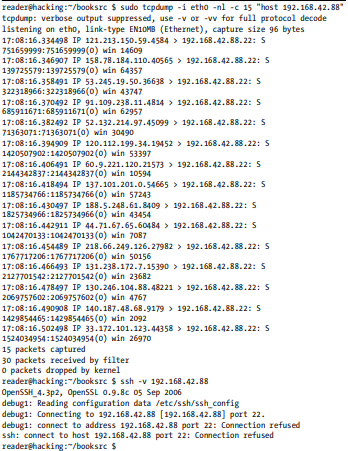 reader@hacking:~/booksrc $ sudo tcpdump -i eth0 -nl -c 15 "host 192.168.42.88"
tcpdump: verbose output suppressed, use -v or -vv for full protocol decode
listening on eth0, link-type EN10MB (Ethernet), capture size 96 bytes
17:08:16.334498 IP 121.213.150.59.4584 > 192.168.42.88.22: S
751659999:751659999(0) win 14609
17:08:16.346907 IP 158.78.184.110.40565 > 192.168.42.88.22: S
139725579:139725579(0) win 64357
17:08:16.358491 IP 53.245.19.50.36638 > 192.168.42.88.22: S
322318966:322318966(0) win 43747
17:08:16.370492 IP 91.109.238.11.4814 > 192.168.42.88.22: S
685911671:685911671(0) win 62957
17:08:16.382492 IP 52.132.214.97.45099 > 192.168.42.88.22: S
71363071:71363071(0) win 30490
17:08:16.394909 IP 120.112.199.34.19452 > 192.168.42.88.22: S
1420507902:1420507902(0) win 53397
17:08:16.406491 IP 60.9.221.120.21573 > 192.168.42.88.22: S
2144342837:2144342837(0) win 10594
17:08:16.418494 IP 137.101.201.0.54665 > 192.168.42.88.22: S
1185734766:1185734766(0) win 57243
17:08:16.430497 IP 188.5.248.61.8409 > 192.168.42.88.22: S
1825734966:1825734966(0) win 43454
17:08:16.442911 IP 44.71.67.65.60484 > 192.168.42.88.22: S
1042470133:1042470133(0) win 7087
17:08:16.454489 IP 218.66.249.126.27982 > 192.168.42.88.22: S
1767717206:1767717206(0) win 50156
17:08:16.466493 IP 131.238.172.7.15390 > 192.168.42.88.22: S
2127701542:2127701542(0) win 23682
17:08:16.478497 IP 130.246.104.88.48221 > 192.168.42.88.22: S
2069757602:2069757602(0) win 4767
17:08:16.490908 IP 140.187.48.68.9179 > 192.168.42.88.22: S
1429854465:1429854465(0) win 2092
17:08:16.502498 IP 33.172.101.123.44358 > 192.168.42.88.22: S
1524034954:1524034954(0) win 26970
15 packets captured
30 packets received by filter
0 packets dropped by kernel
reader@hacking:~/booksrc $ ssh -v 192.168.42.88
OpenSSH_4.3p2, OpenSSL 0.9.8c 05 Sep 2006
debug1: Reading configuration data /etc/ssh/ssh_config
debug1: Connecting to 192.168.42.88 [192.168.42.88] port 22.
debug1: connect to address 192.168.42.88 port 22: Connection refused
ssh: connect to host 192.168.42.88 port 22: Connection refused
reader@hacking:~/booksrc $